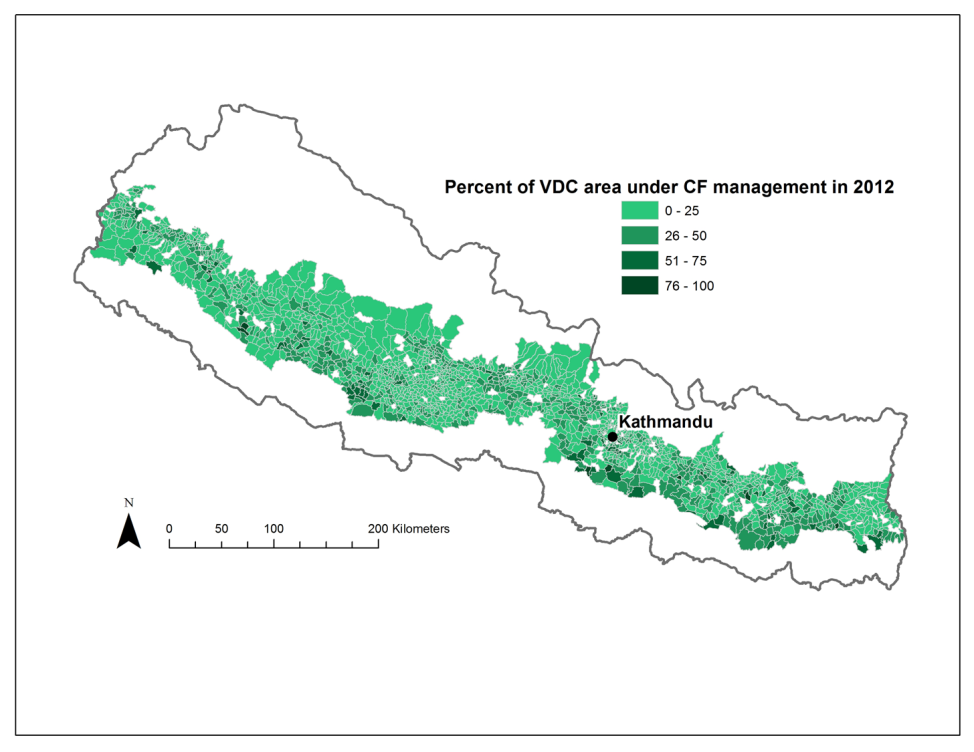 Percent of VDC area under CF management in 2012
0 - 25
26 - 50
51 - 75
76 - 100
Kathmandu
N
0 50 100 200 Kilometers